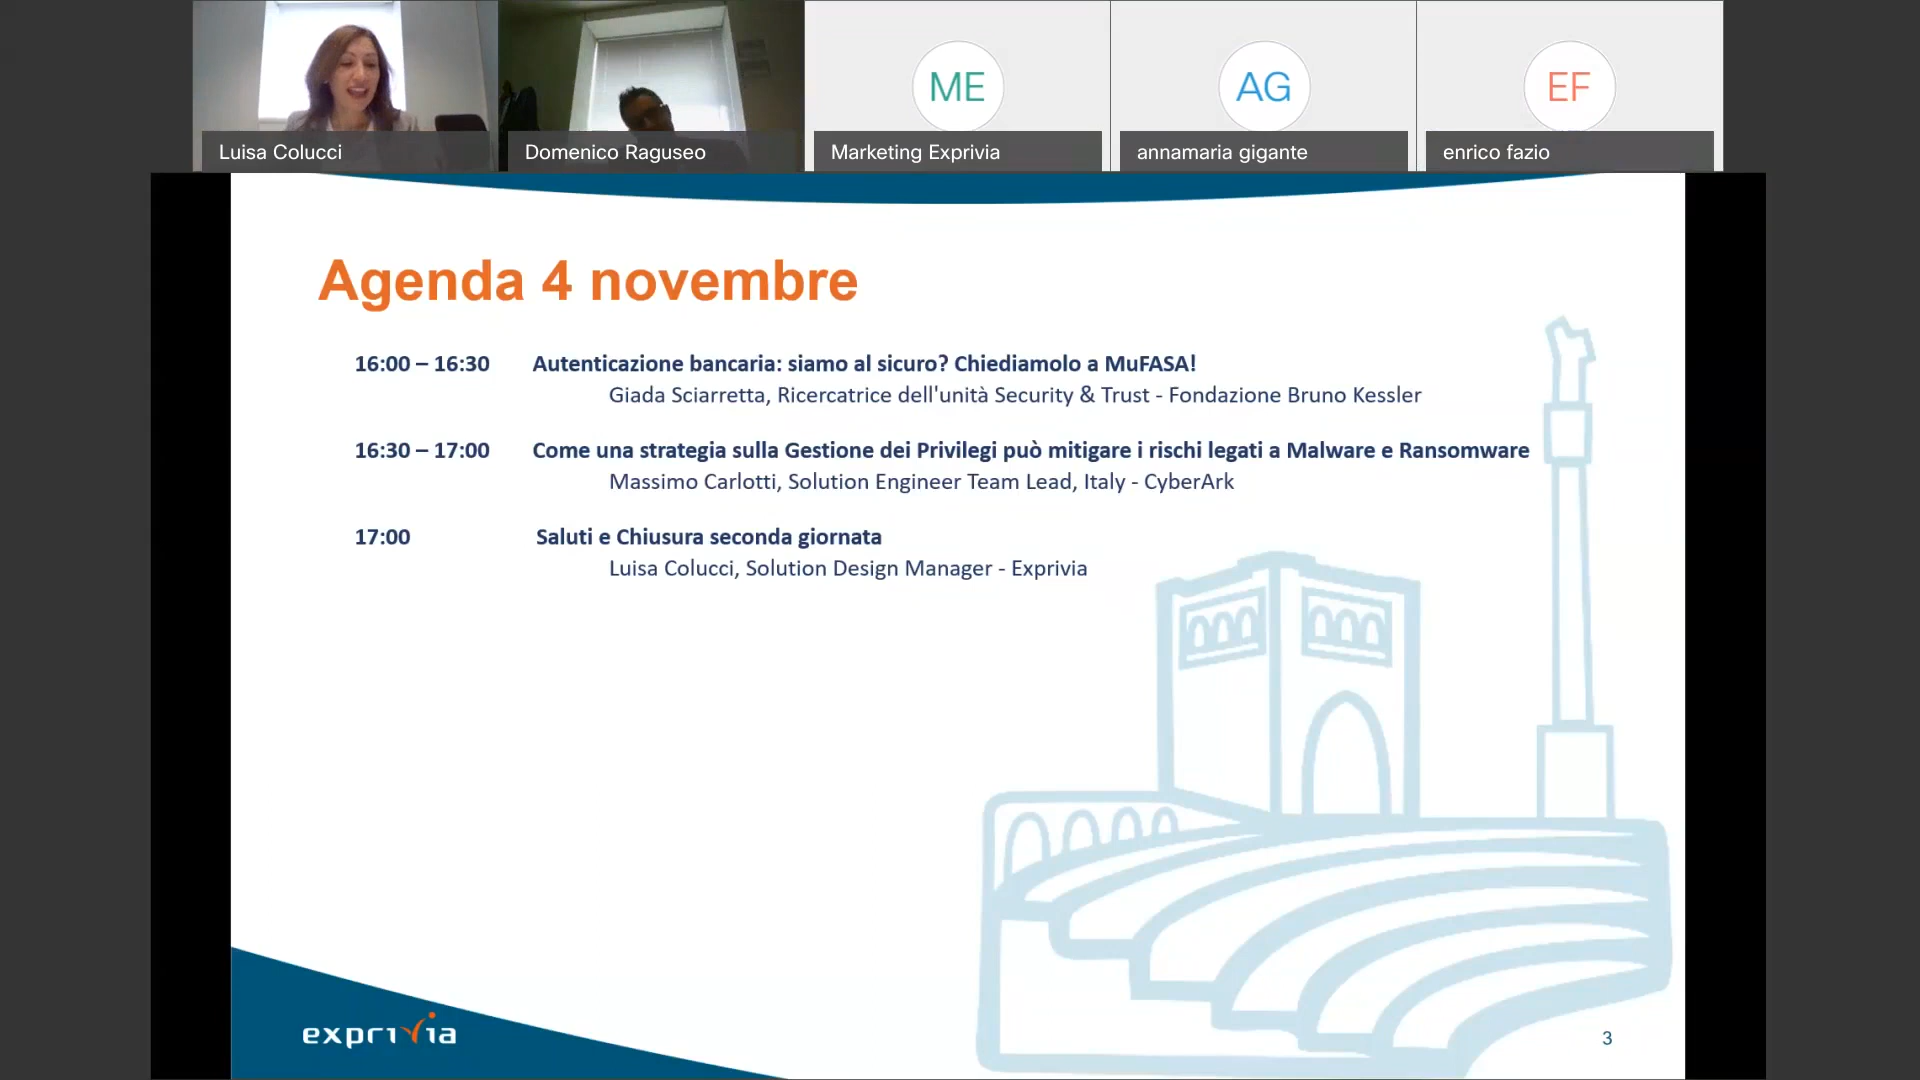 ME
AG
EF
Luisa Colucci
Domenico Raguseo
Marketing Exprivia
annamaria gigante
enrico fazio
Agenda 4 novembre
16:00 – 16:30 Autenticazione bancaria: siamo al sicuro? Chiediamolo a MuFASA!
Giada Sciarretta, Ricercatrice dell'unità Security & Trust - Fondazione Bruno Kessler
16:30 – 17:00 Come una strategia sulla Gestione dei Privilegi può mitigare i rischi legati a Malware e Ransomware
Massimo Carlotti, Solution Engineer Team Lead, Italy - CyberArk
17:00 Saluti e Chiusura seconda giornata
Luisa Colucci, Solution Design Manager - Exprivia
exprivia
3